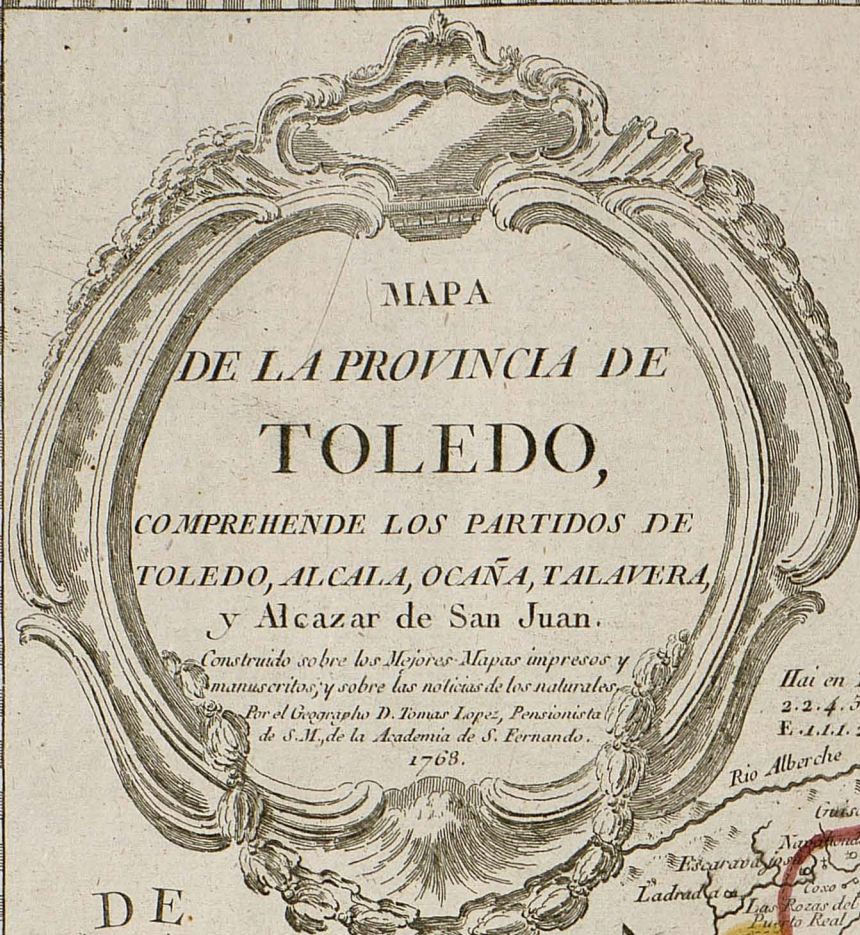 MAPA
DE LA PROVINCIA DE
TOLEDO,
COMPREHENDE LOS PARTIDOS DE
TOLEDO, ALCALA, OCAÑA, TALAVERA,
y Alcazar de San Juan.
Construido sobre los Mejores Mapas impresos y
manuscritos, y sobre las noticias de los naturales,
Por el Geographo D. Tomas Lopez, Pensionista
de S.M., de la Academia de S. Fernando.
1768.
Hai en
2.2.4.
E.1.1.1.
Rio Alberche
Ladrada
Coxo
Las Rozas del
Puerto Real
DE